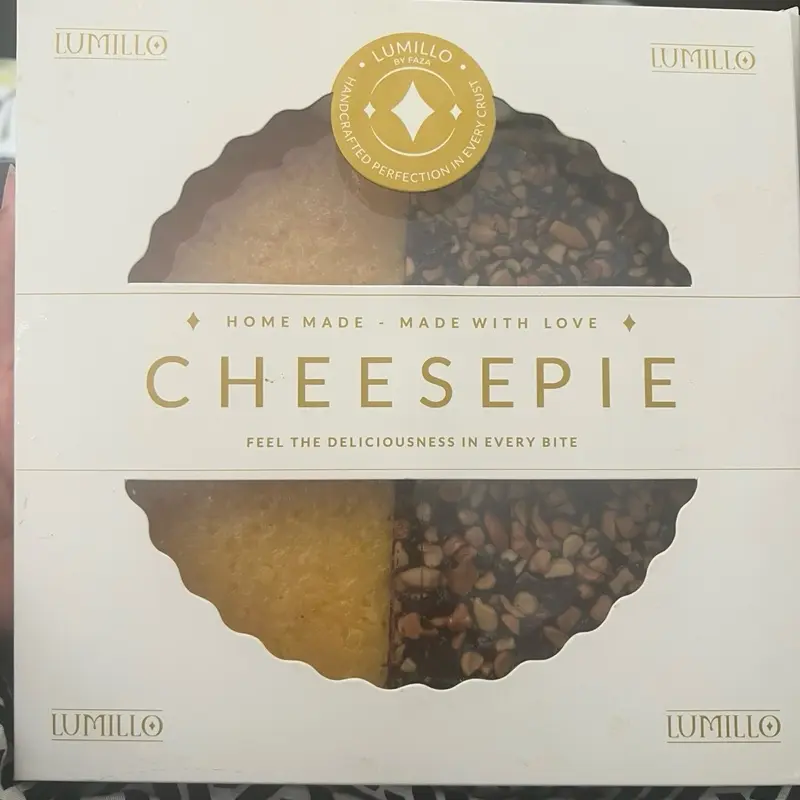 LUMILLO
LUMILLO
LUMILLO
BY FAZA
HANDCRAFTED PERFECTION IN EVERY CRUST
HOME MADE - MADE WITH LOVE
CHEESEPIE
FEEL THE DELICIOUSNESS IN EVERY BITE
LUMILLO
LUMILLO